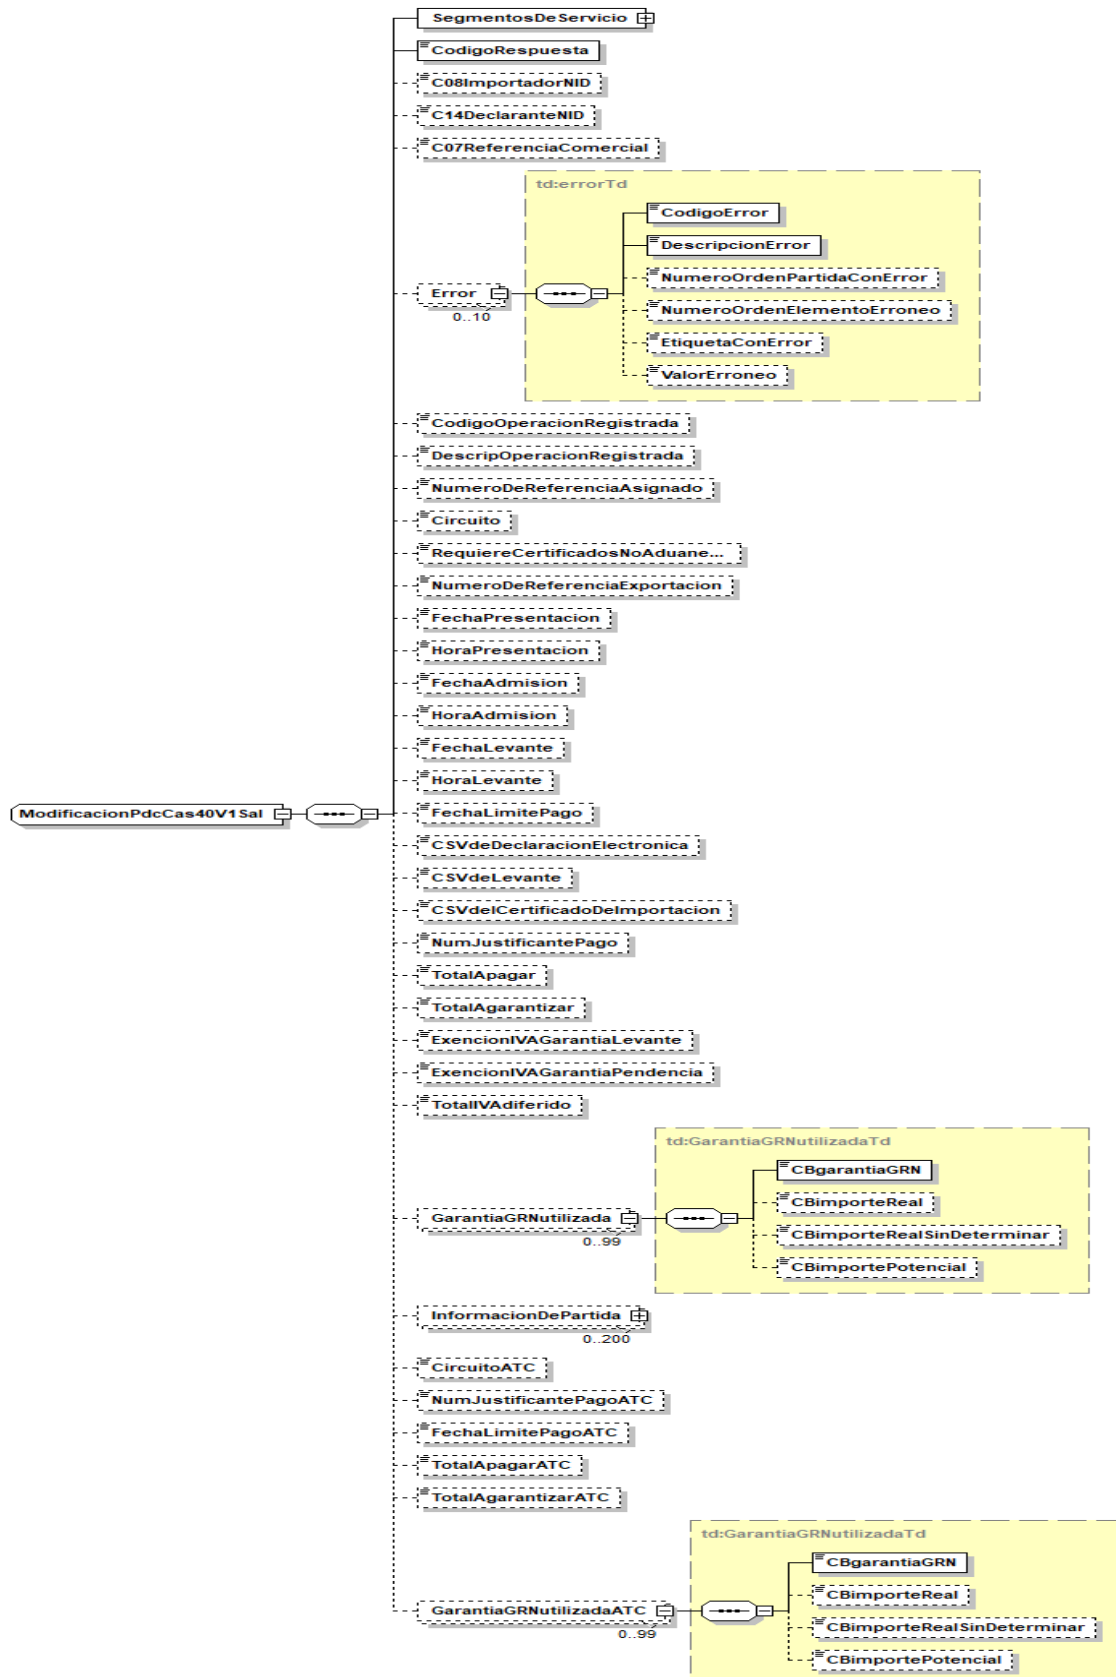 SegmentosDeServicio
CodigoRespuesta
C08ImportadorNID
C14DeclaranteNID
C07ReferenciaComercial
td:errorTd
CodigoError
DescripcionError
NumeroOrdenPartidaConError
Error
NumeroOrdenElementoErroneo
0..10
EtiquetaConError
ValorErroneo
CodigoOperacionRegistrada
DescripOperacionRegistrada
NumeroDeReferenciaAsignado
Circuito
RequiereCertificadosNoAduane...
NumeroDeReferenciaExportacion
FechaPresentacion
HoraPresentacion
FechaAdmision
HoraAdmision
FechaLevante
HoraLevante
ModificacionPdcCas40V1Sal
FechaLimitePago
CSVdeDeclaracionElectronica
CSVdeLevante
CSVdelCertificadoDeImportacion
NumJustificantePago
TotalApagar
TotalAgarantizar
ExencionIVAGarantiaLevante
ExencionIVAGarantiaPendencia
TotalIVAdiferido
td:GarantiaGRNutilizadaTd
CBgarantiaGRN
CBimporteReal
GarantiaGRNutilizada
CBimporteRealSinDeterminar
0..99
CBimportePotencial
InformacionDePartida
0..200
CircuitoATC
NumJustificantePagoATC
FechaLimitePagoATC
TotalApagarATC
TotalAgarantizarATC
td:GarantiaGRNutilizadaTd
CBgarantiaGRN
CBimporteReal
GarantiaGRNutilizadaATC
CBimporteRealSinDeterminar
0..99
CBimportePotencial